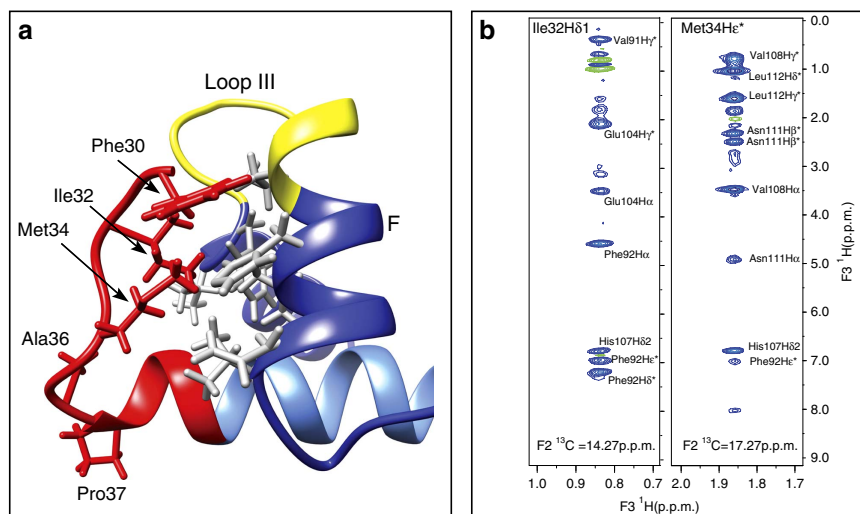 a
Loop III
Phe30
Ile32
Met34
F
Ala36
Pro37
b
Ile32Hδ1
Met34Hε*
Val91Hγ*
Glu104Hγ*
Glu104Hα
Phe92Hα
His107Hδ2
Phe92Hε*
Phe92Hδ*
F2 ¹³C =14.27p.p.m.
Val108Hγ*
Leu112Hδ*
Leu112Hγ*
Asn111Hβ*
Asn111Hβ*
Val108Hα
Asn111Hα
His107Hδ2
Phe92Hε*
F2 ¹³C =17.27p.p.m.
0.0
1.0
2.0
3.0
4.0
5.0
6.0
7.0
8.0
9.0
F3 ¹H(p.p.m.)
1.0 0.9 0.8 0.7 2.0 1.9 1.8 1.7
F3 ¹H(p.p.m.)